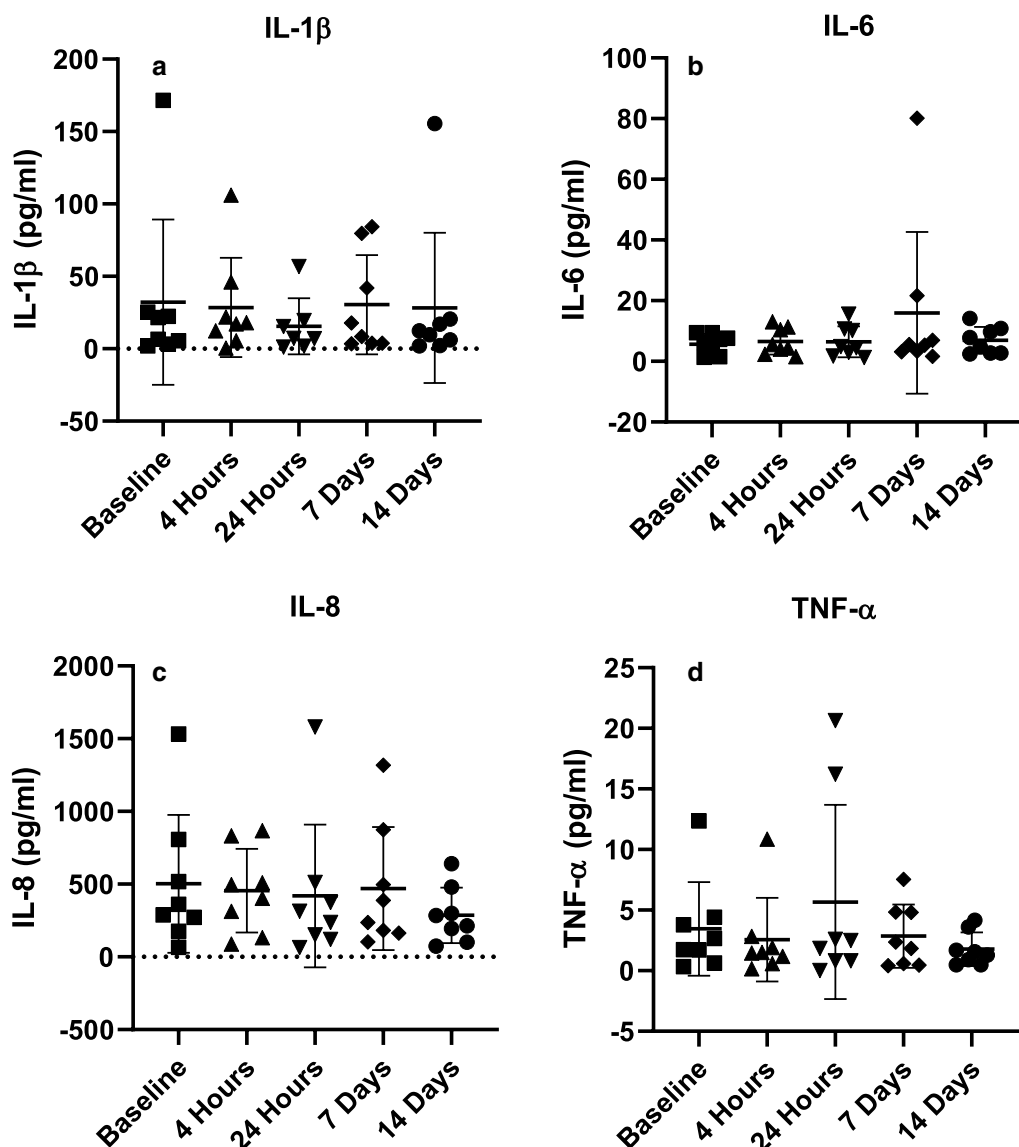 IL-1β
a
IL-1β (pg/ml)
200
150
100
50
0
-50
Baseline
4 Hours
24 Hours
7 Days
14 Days
IL-6
b
IL-6 (pg/ml)
100
80
60
40
20
0
-20
Baseline
4 Hours
24 Hours
7 Days
14 Days
IL-8
c
IL-8 (pg/ml)
2000
1500
1000
500
0
-500
Baseline
4 Hours
24 Hours
7 Days
14 Days
TNF-α
d
TNF-α (pg/ml)
25
20
15
10
5
0
-5
Baseline
4 Hours
24 Hours
7 Days
14 Days